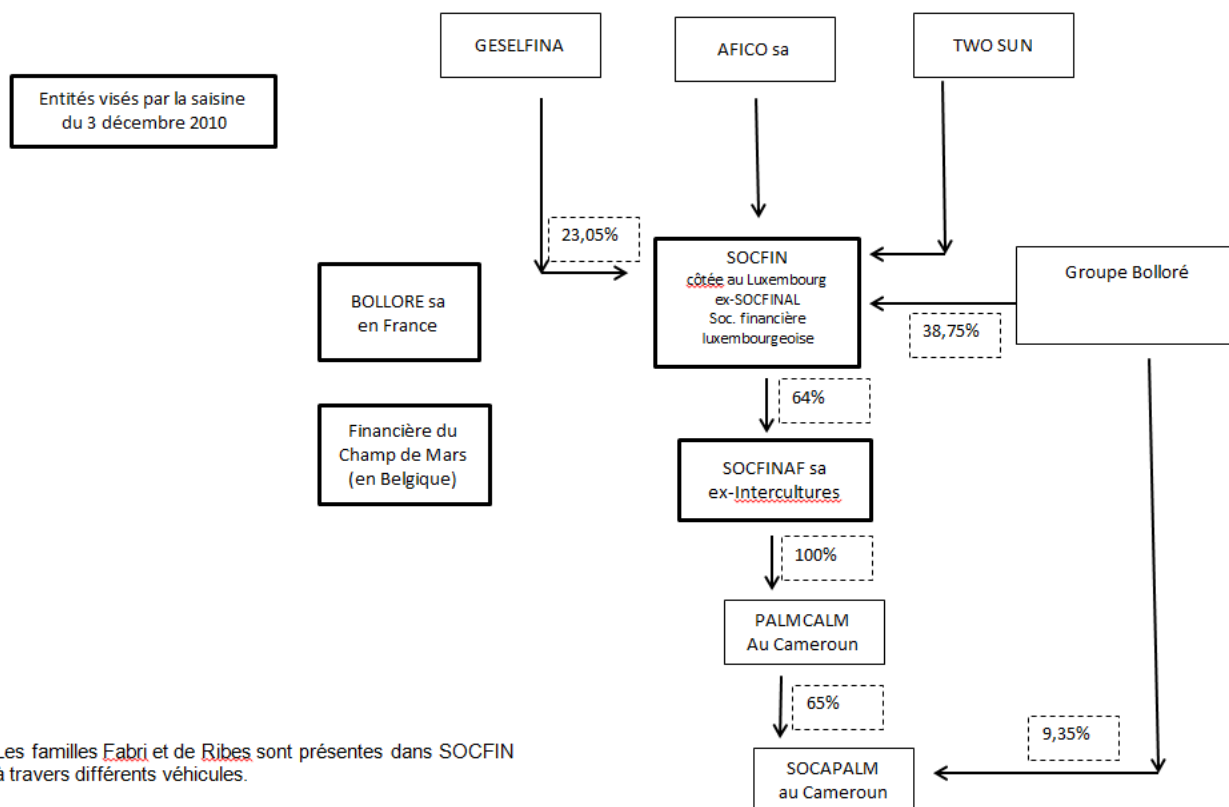 GESELFINA
AFICO sa
TWO SUN
Entités visés par la saisine
du 3 décembre 2010
23,05%
SOCFIN
côtée au Luxembourg
ex-SOCFINAL
Soc. financière
luxembourgeoise
Groupe Bolloré
BOLLORE sa
en France
38,75%
64%
Financière du
Champ de Mars
(en Belgique)
SOCFINAF sa
ex-Intercultures
100%
PALMCALM
Au Cameroun
65%
9,35%
Les familles Fabri et de Ribes sont présentes dans SOCFIN
à travers différents véhicules.
SOCAPALM
au Cameroun